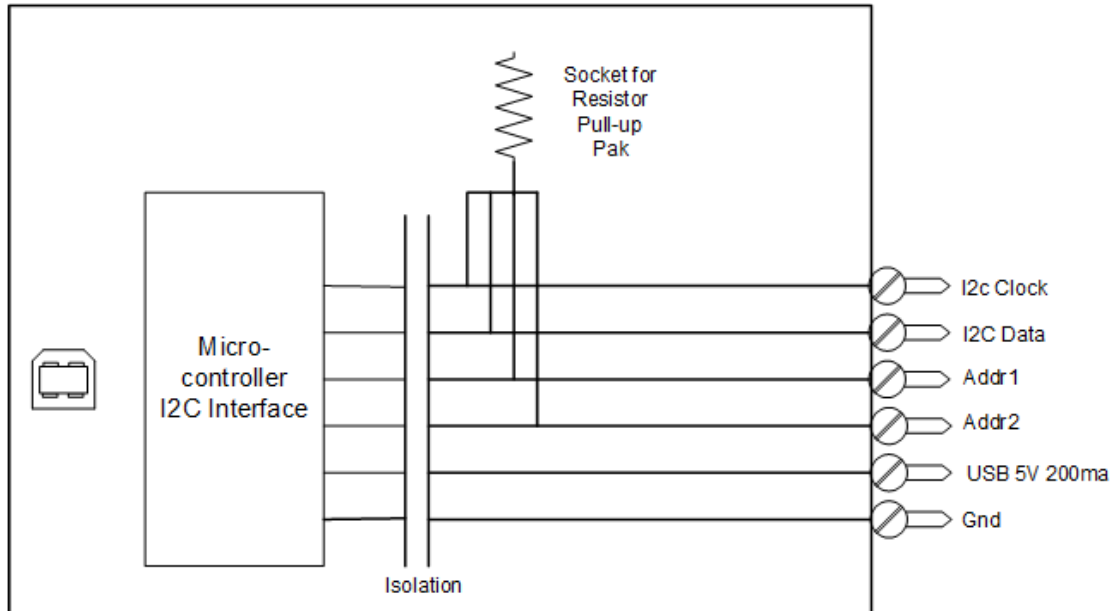 Socket for
Resistor
Pull-up
Pak
Micro-
controller
I2C Interface
I2c Clock
I2C Data
Addr1
Addr2
USB 5V 200ma
Gnd
Isolation